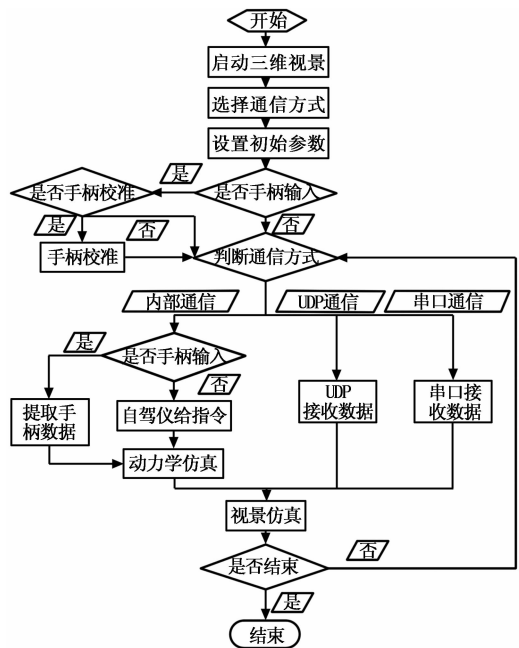 开始
启动三维视景
选择通信方式
设置初始参数
是
是否手柄校准
是否手柄输入
是
否
否
手柄校准
判断通信方式
内部通信
UDP通信
串口通信
是
是否手柄输入
否
提取手
柄数据
自驾仪给指令
UDP
接收数据
串口接
收数据
动力学仿真
视景仿真
否
是否结束
是
结束